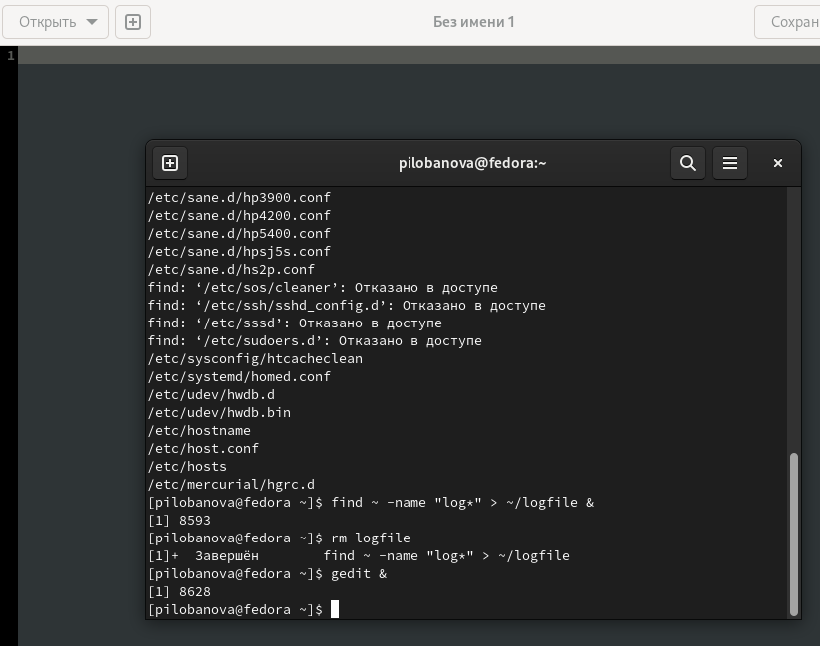 Открыть
Без имени 1
Сохран
1
pilobanova@fedora:~
/etc/sane.d/hp3900.conf
/etc/sane.d/hp4200.conf
/etc/sane.d/hp5400.conf
/etc/sane.d/hpsj5s.conf
/etc/sane.d/hs2p.conf
find: ‘/etc/sos/cleaner’: Отказано в доступе
find: ‘/etc/ssh/sshd_config.d’: Отказано в доступе
find: ‘/etc/sssd’: Отказано в доступе
find: ‘/etc/sudoers.d’: Отказано в доступе
/etc/sysconfig/htcacheclean
/etc/systemd/homed.conf
/etc/udev/hwdb.d
/etc/udev/hwdb.bin
/etc/hostname
/etc/host.conf
/etc/hosts
/etc/mercurial/hgrc.d
[pilobanova@fedora ~]$ find ~ -name "log*" > ~/logfile &
[1] 8593
[pilobanova@fedora ~]$ rm logfile
[1]+  Завершён        find ~ -name "log*" > ~/logfile
[pilobanova@fedora ~]$ gedit &
[1] 8628
[pilobanova@fedora ~]$